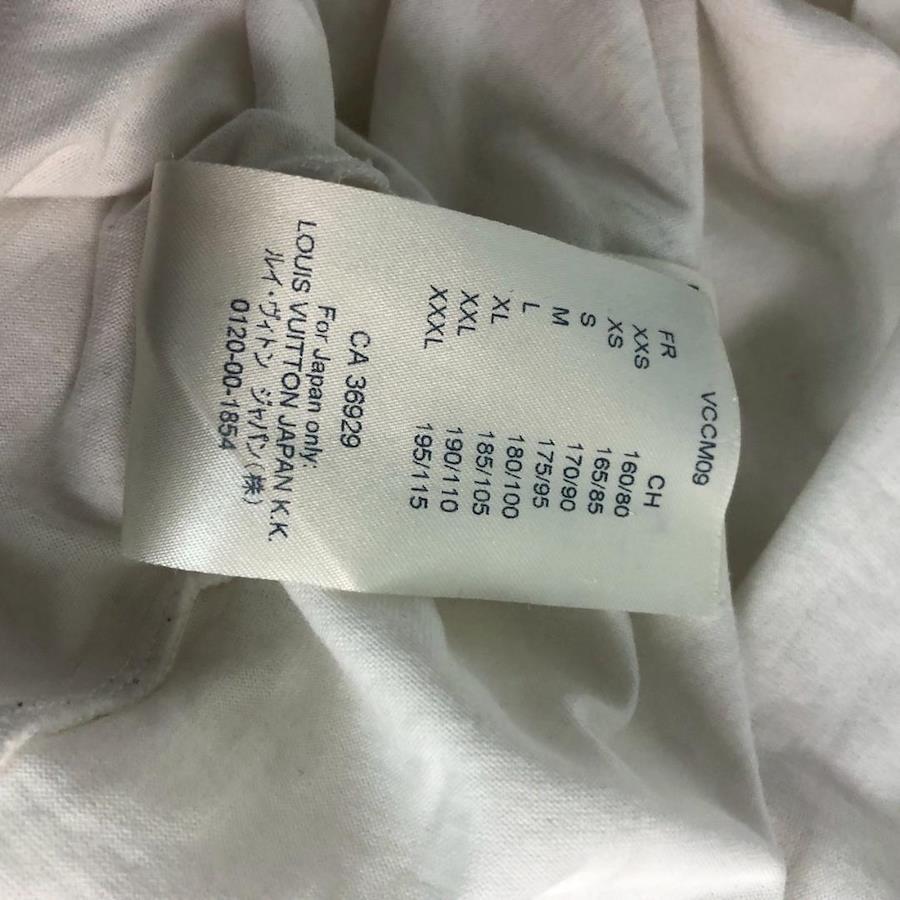 VCCM09
FR CH
XXS 160/80
XS 165/85
S 170/90
M 175/95
L 180/100
XL 185/105
XXL 190/110
XXXL 195/115
CA 36929
For Japan only:
LOUIS VUITTON JAPAN K.K.
ルイ・ヴィトン ジャパン(株)
0120-00-1854